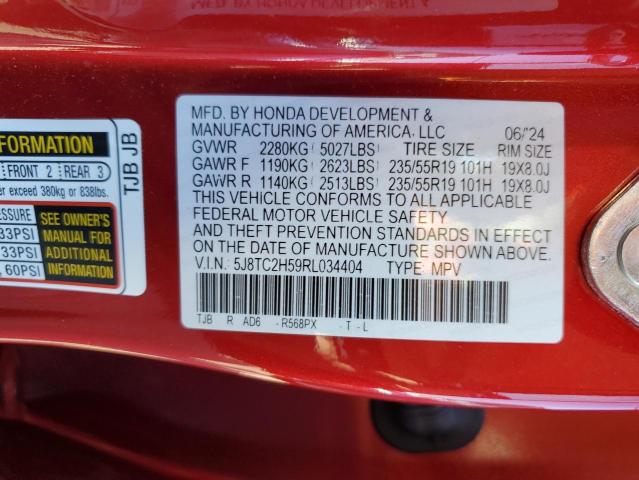 MFD. BY HONDA DEVELOPMENT &
MANUFACTURING OF AMERICA, LLC 06/'24
GVWR 2280KG (5027LBS) TIRE SIZE RIM SIZE
GAWR F 1190KG (2623LBS) 235/55R19 101H 19X8.0J
GAWR R 1140KG (2513LBS) 235/55R19 101H 19X8.0J
THIS VEHICLE CONFORMS TO ALL APPLICABLE
FEDERAL MOTOR VEHICLE SAFETY
AND THEFT PREVENTION STANDARDS IN EFFECT
ON THE DATE OF MANUFACTURE SHOWN ABOVE.
V.I.N.: 5J8TC2H59RL034404 TYPE: MPV
TJB R AD6 -R568PX -T-L
FORMATION
FRONT 2 REAR 3
er exceed 380kg or 838lbs.
ESSURE
33PSI
33PSI
, 60PSI
SEE OWNER'S
MANUAL FOR
ADDITIONAL
INFORMATION
TJB JB